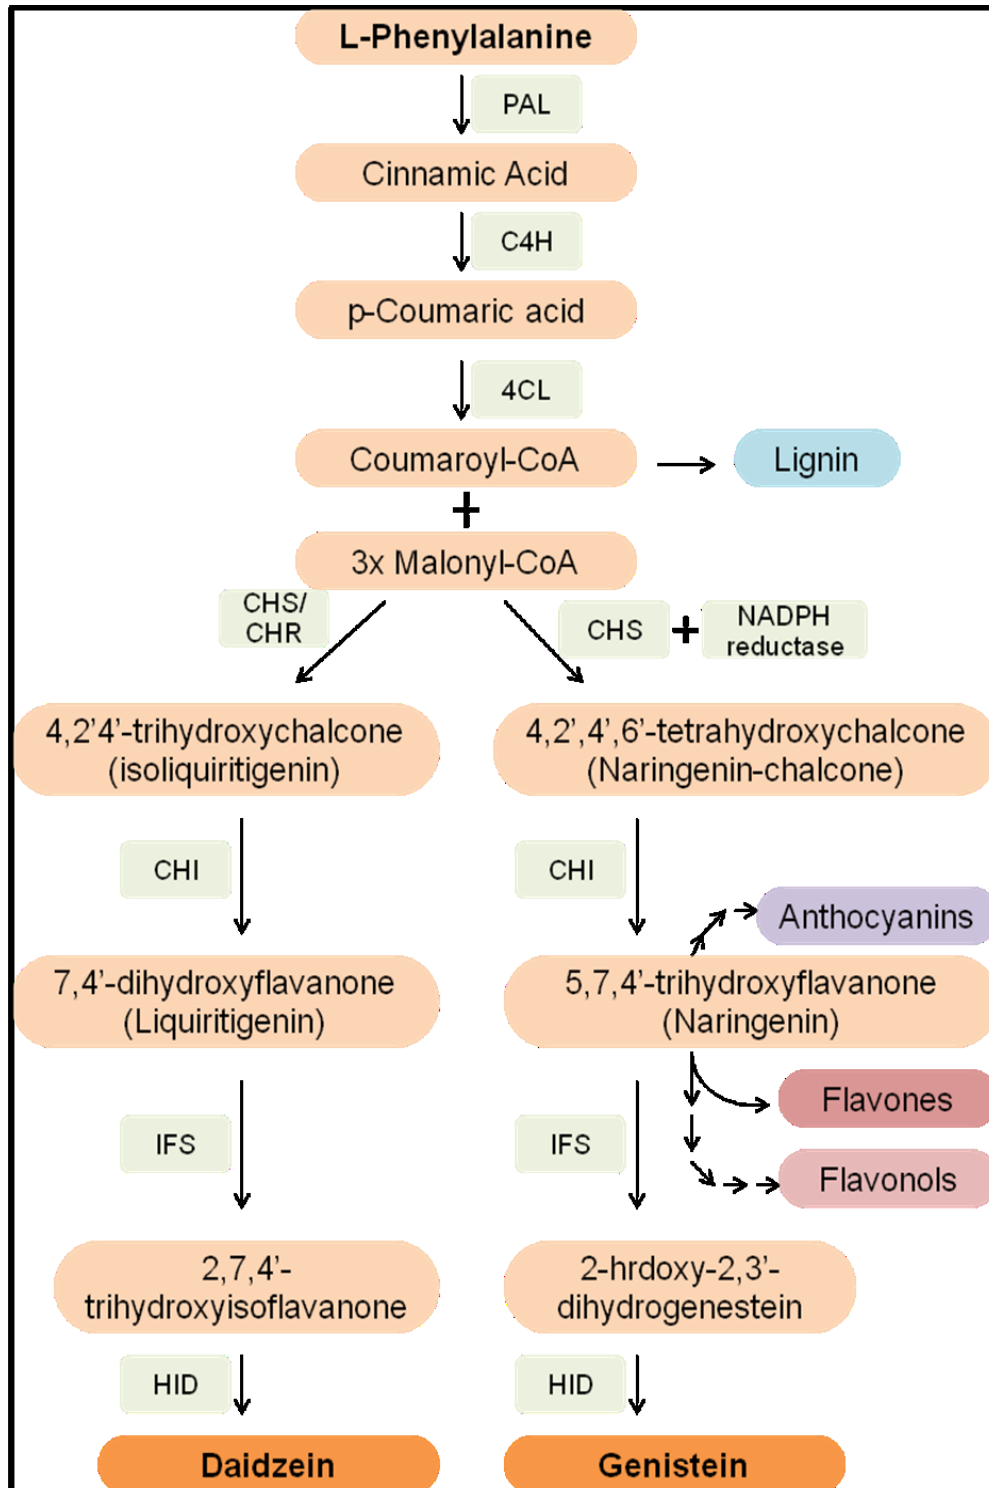 L-Phenylalanine
PAL
Cinnamic Acid
C4H
p-Coumaric acid
4CL
Coumaroyl-CoA
Lignin
+
3x Malonyl-CoA
CHS/
CHR
CHS
+
NADPH
reductase
4,2'4'-trihydroxychalcone
(isoliquiritigenin)
4,2',4',6'-tetrahydroxychalcone
(Naringenin-chalcone)
CHI
CHI
Anthocyanins
7,4'-dihydroxyflavanone
(Liquiritigenin)
5,7,4'-trihydroxyflavanone
(Naringenin)
Flavones
IFS
IFS
Flavonols
2,7,4'-
trihydroxyisoflavanone
2-hrdoxy-2,3'-
dihydrogenestein
HID
HID
Daidzein
Genistein